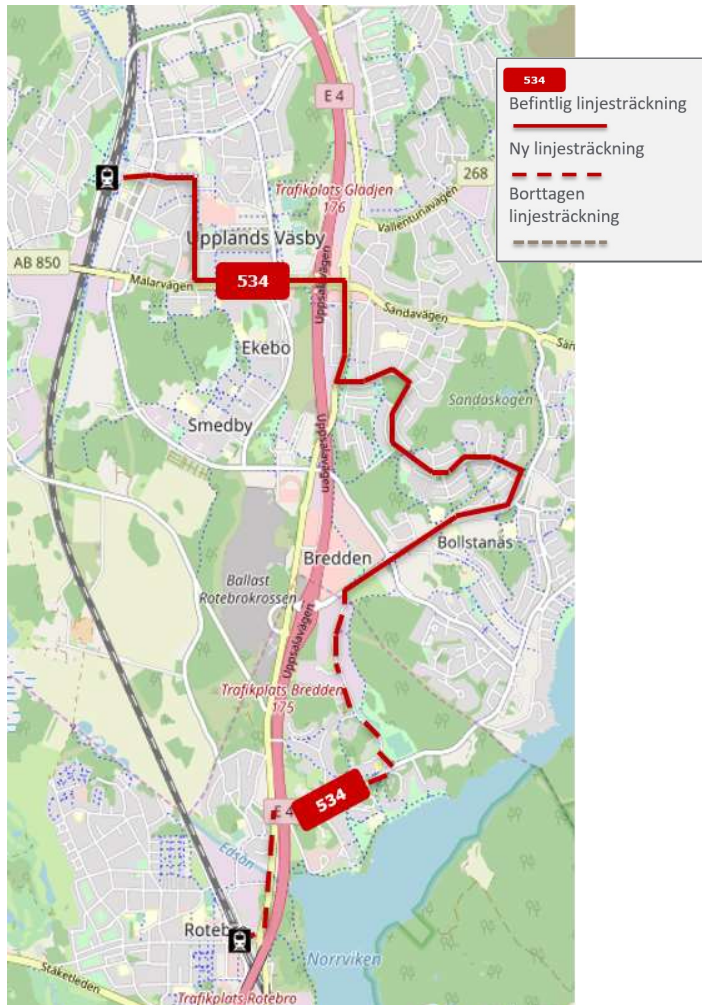 534
Befintlig linjesträckning
Ny linjesträckning
Borttagen
linjesträckning
E 4
268
Trafikplats Glädjen
176
Vallentunavägen
Upplands Väsby
AB 850
Mälarvägen
534
Uppsalavägen
Sandavägen
Ekebo
Sandaskogen
Smedby
Uppsalavägen
Bollstanäs
Bredden
Ballast
Rotebrokrossen
Uppsalavägen
Trafikplats Bredden
175
534
E 4
Edsån
Rotebro
Norrviken
Staketleden
Trafikplats Rotebro